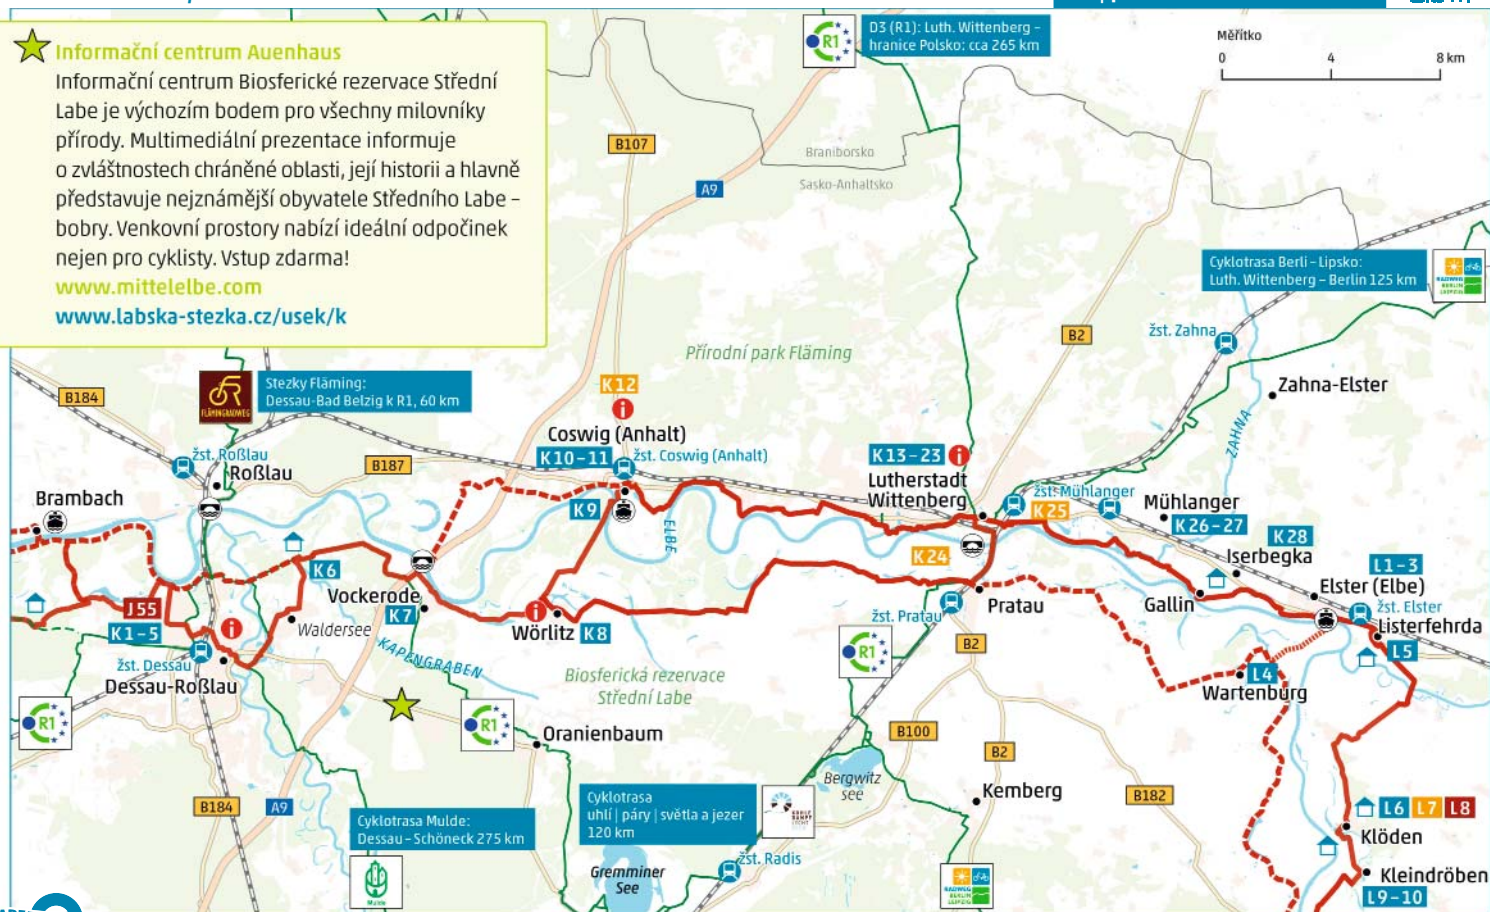 Informační centrum Auenhaus
Informační centrum Biosferické rezervace Střední
Labe je výchozím bodem pro všechny milovníky
přírody. Multimediální prezentace informuje
o zvláštnostech chráněné oblasti, její historii a hlavně
představuje nejznámější obyvatele Středního Labe –
bobry. Venkovní prostory nabízí ideální odpočinek
nejen pro cyklisty. Vstup zdarma!
www.mittelelbe.com
www.labska-stezka.cz/usek/k
R1
D3 (R1): Luth. Wittenberg –
hranice Polsko: cca 265 km
Měřítko
0 4 8 km
B107
Braniborsko
Sasko-Anhaltsko
A9
Cyklotrasa Berli – Lipsko:
Luth. Wittenberg – Berlin 125 km
RADWEG
BERLIN
LEIPZIG
B2
žst. Zahna
Přírodní park Fläming
Zahna-Elster
ZAHNA
B184
FLÄMINGRADWEG
Stezky Fläming:
Dessau-Bad Belzig k R1, 60 km
K12
Coswig (Anhalt)
K10–11
žst. Coswig (Anhalt)
žst. Roßlau
Roßlau
B187
K13–23
Lutherstadt
Wittenberg
žst. Mühlanger
K25
Mühlanger
K26–27
Brambach
K9
ELBE
K24
K28
Iserbegka
L1–3
Elster (Elbe)
žst. Elster
Listerfehrda
L5
K6
Vockerode
K7
J55
K1–5
Waldersee
Wörlitz
K8
žst. Pratau
Pratau
Gallin
žst. Dessau
Dessau-Roßlau
KAPENGRABEN
Biosferická rezervace
Střední Labe
R1
B2
L4
Wartenburg
R1
R1
Oranienbaum
B100
B2
Bergwitz
see
Kemberg
B182
B184
A9
Cyklotrasa Mulde:
Dessau – Schöneck 275 km
Mulde
Cyklotrasa
uhlí | páry | světla a jezer
120 km
Gremminer
See
žst. Radis
RADWEG
BERLIN
LEIPZIG
L6
L7
L8
Klöden
Kleindröben
L9–10